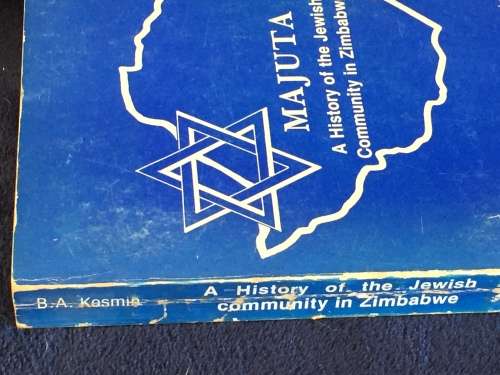 MAJUTA
A History of the Jewish
Community in Zimbabwe
B.A. Kosmin
A History of the Jewish
community in Zimbabwe